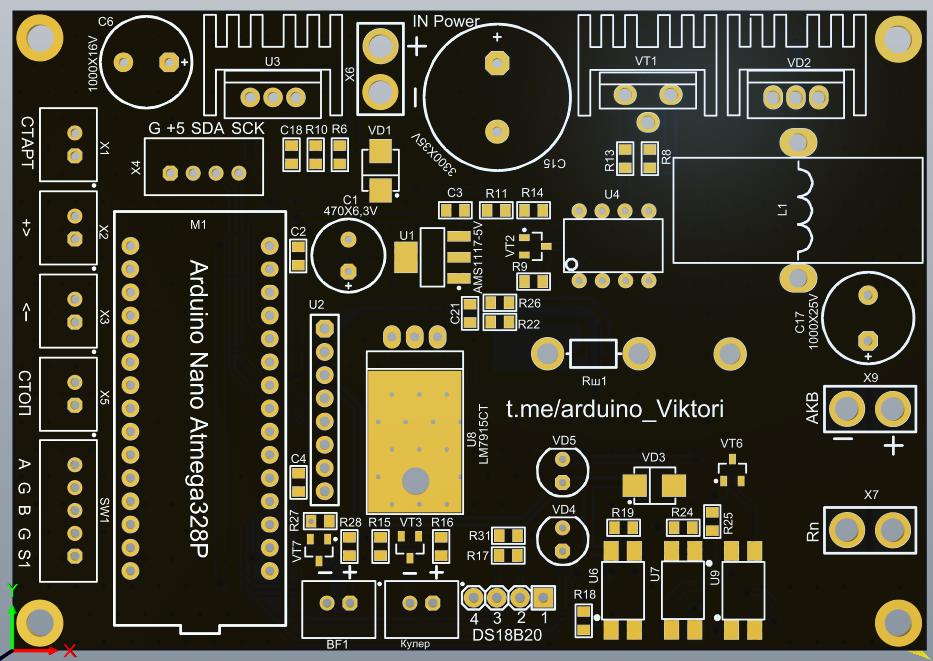 IN Power
C6
1000X16V
+
U3
X6
+
−
+
3300X35V
C15
VT1
VD2
СТАРТ
X1
G +5 SDA SCK
X4
C18 R10 R6
VD1
R13
R8
L1
+>
X2
M1
Arduino Nano Atmega328P
C2
C1
470X6,3V
+
C3
R11
R14
U1
AMS1117-5V
VT2
R9
U4
<−
X3
U2
C21
R26
R22
C17
1000X25V
+
Rш1
СТОП
X5
U8
LM7915CT
t.me/arduino_Viktori
X9
AKB
−
+
A G B G S1
SW1
C4
VD5
VD3
VT6
R27
VT7
R28
R15
VT3
R16
R31
R17
VD4
R19
R24
R25
X7
Rn
− +
− +
BF1
Кулер
4 3 2 1
DS18B20
R18
U6
U7
U9
Y
X